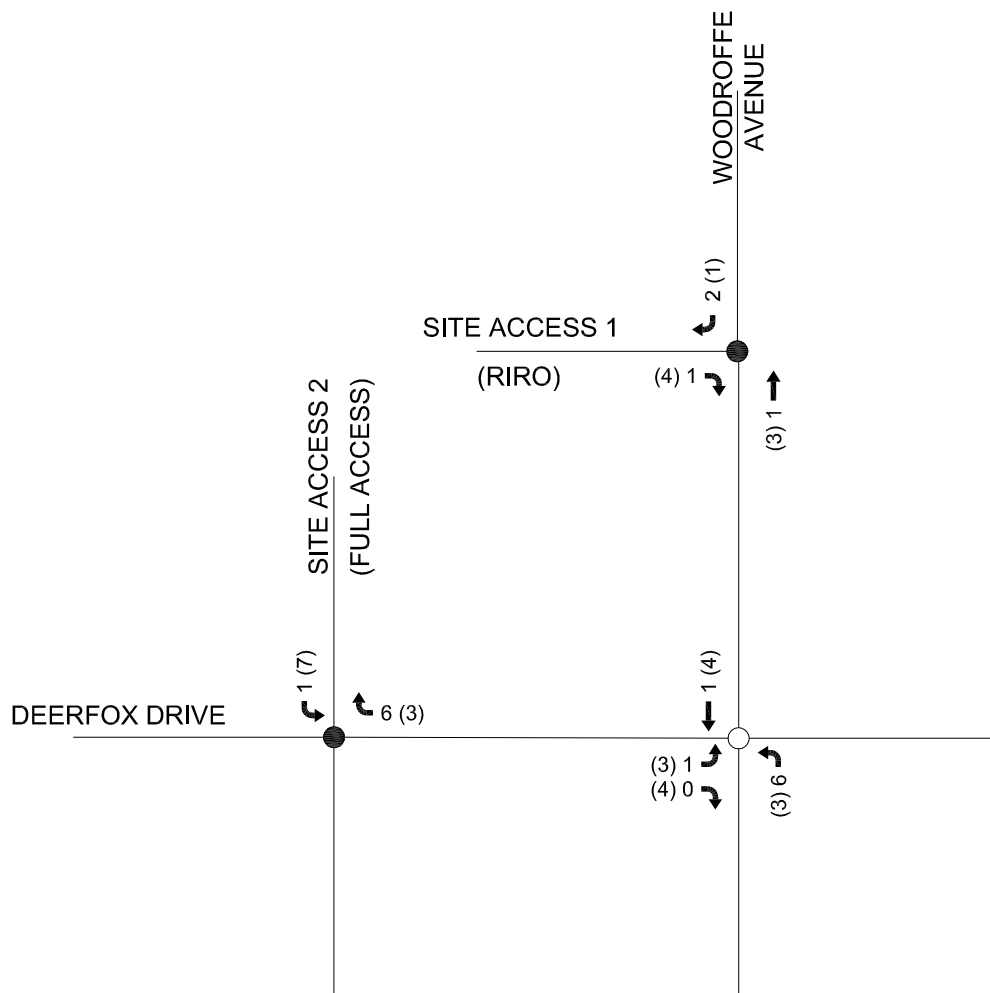 WOODROFFE
AVENUE
2 (1)
SITE ACCESS 1
(RIRO)
(4) 1
(3) 1
SITE ACCESS 2
(FULL ACCESS)
1 (7)
6 (3)
DEERFOX DRIVE
1 (4)
(3) 1
(4) 0
(3) 6